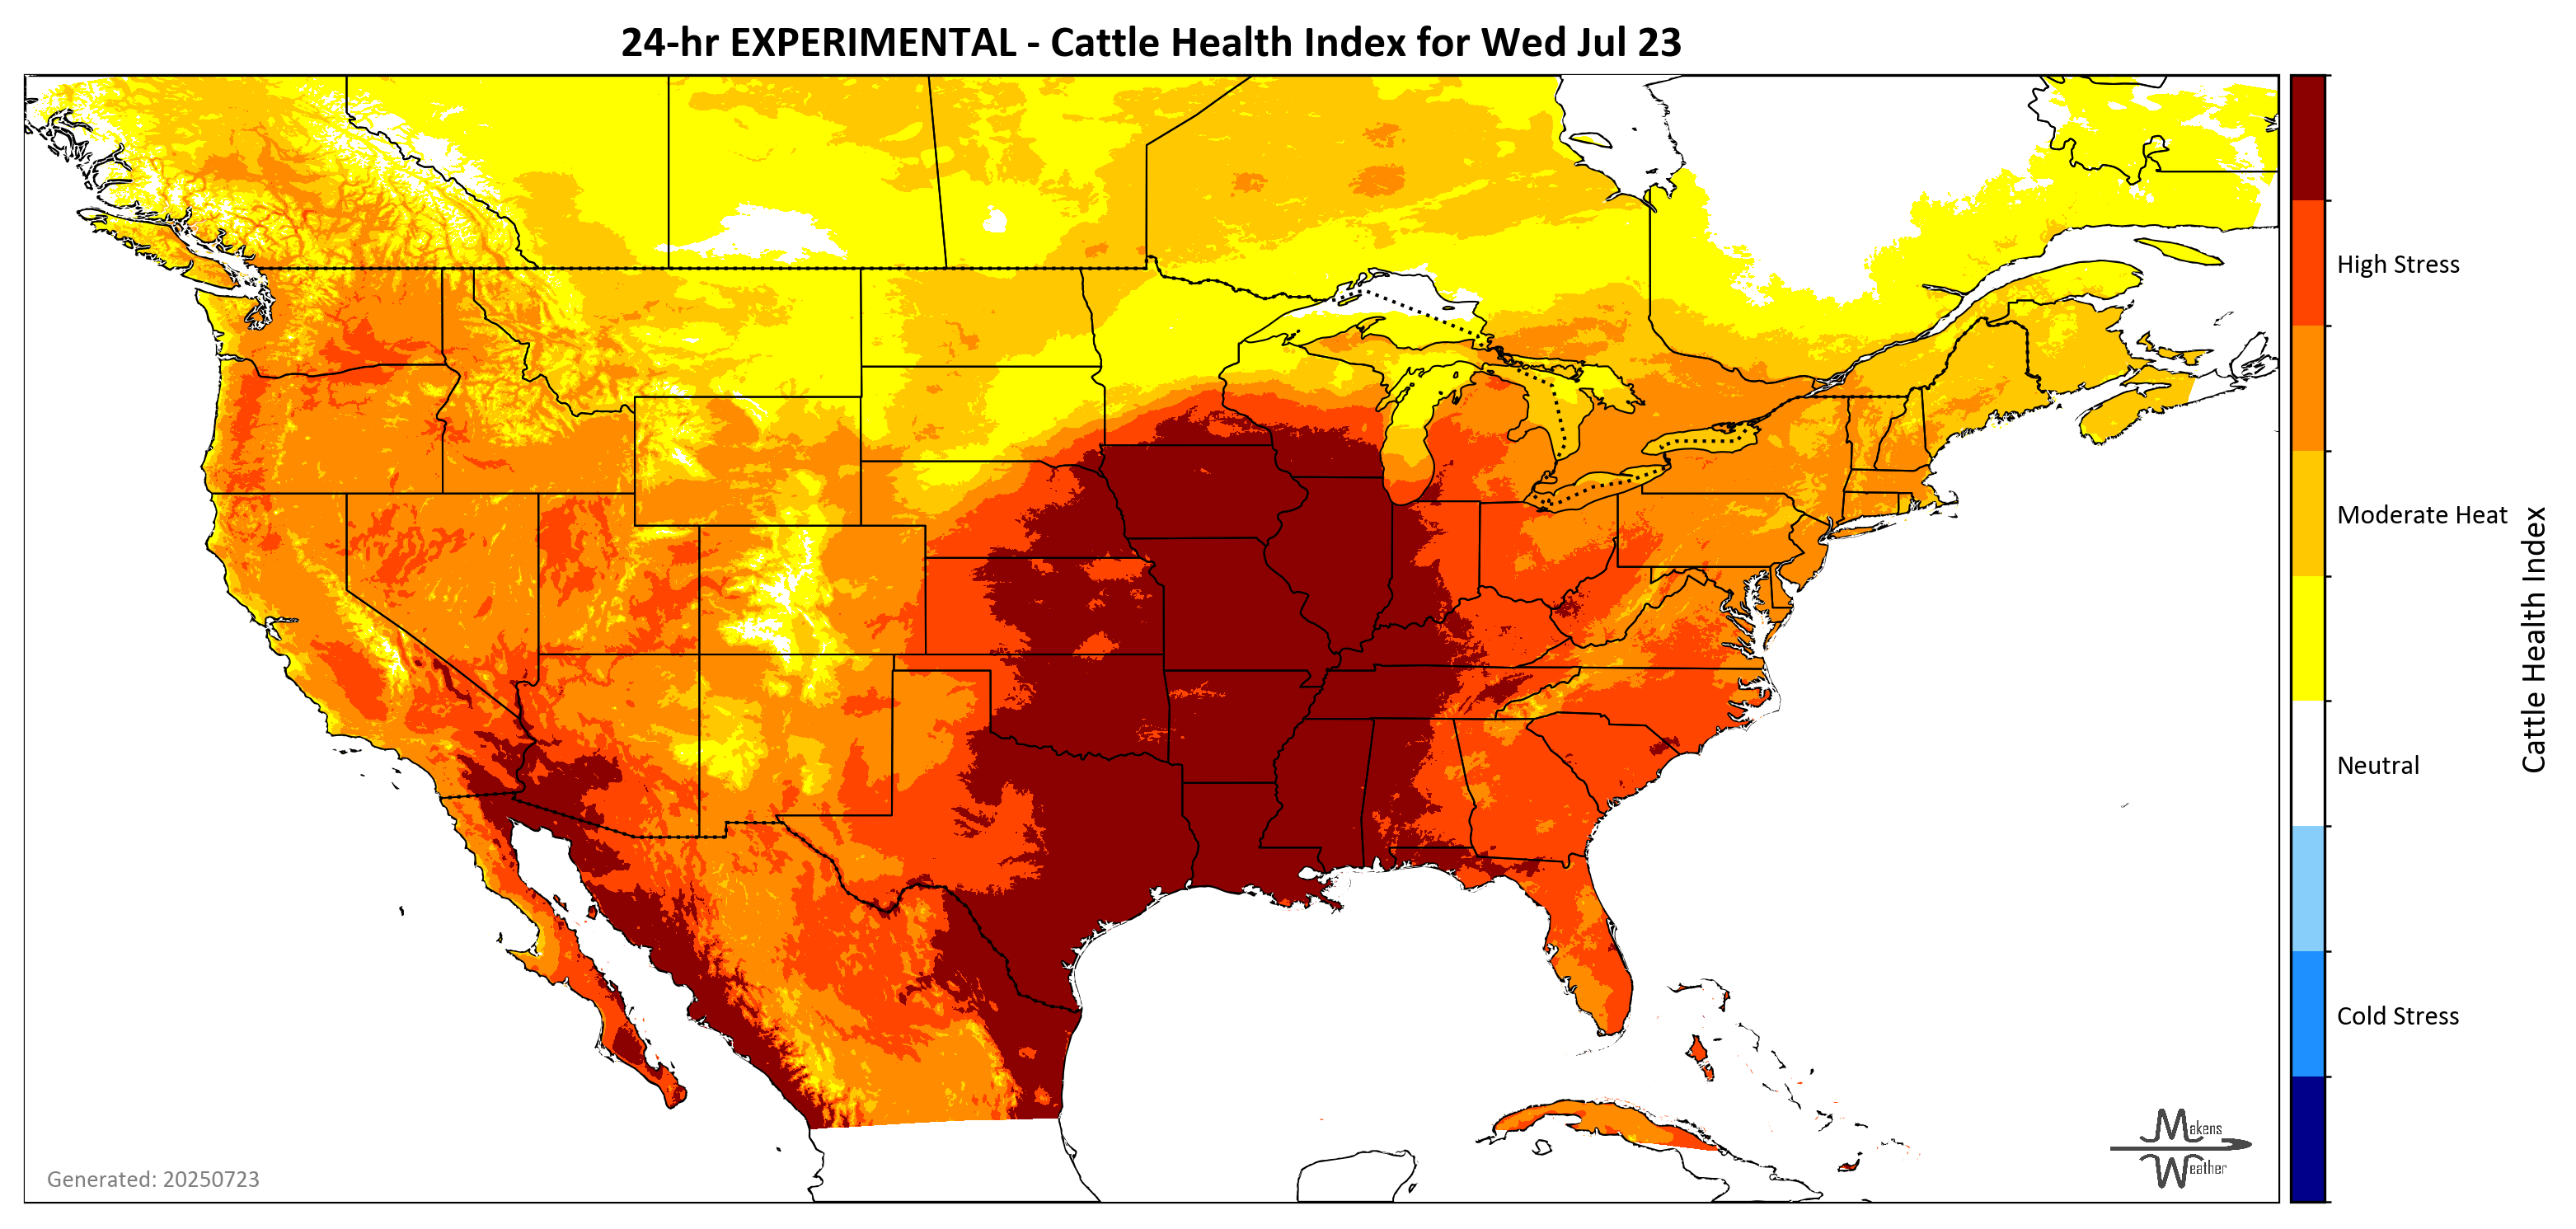 24-hr EXPERIMENTAL - Cattle Health Index for Wed Jul 23
High Stress
Moderate Heat
Neutral
Cold Stress
Cattle Health Index
Generated: 20250723
Makens
Weather